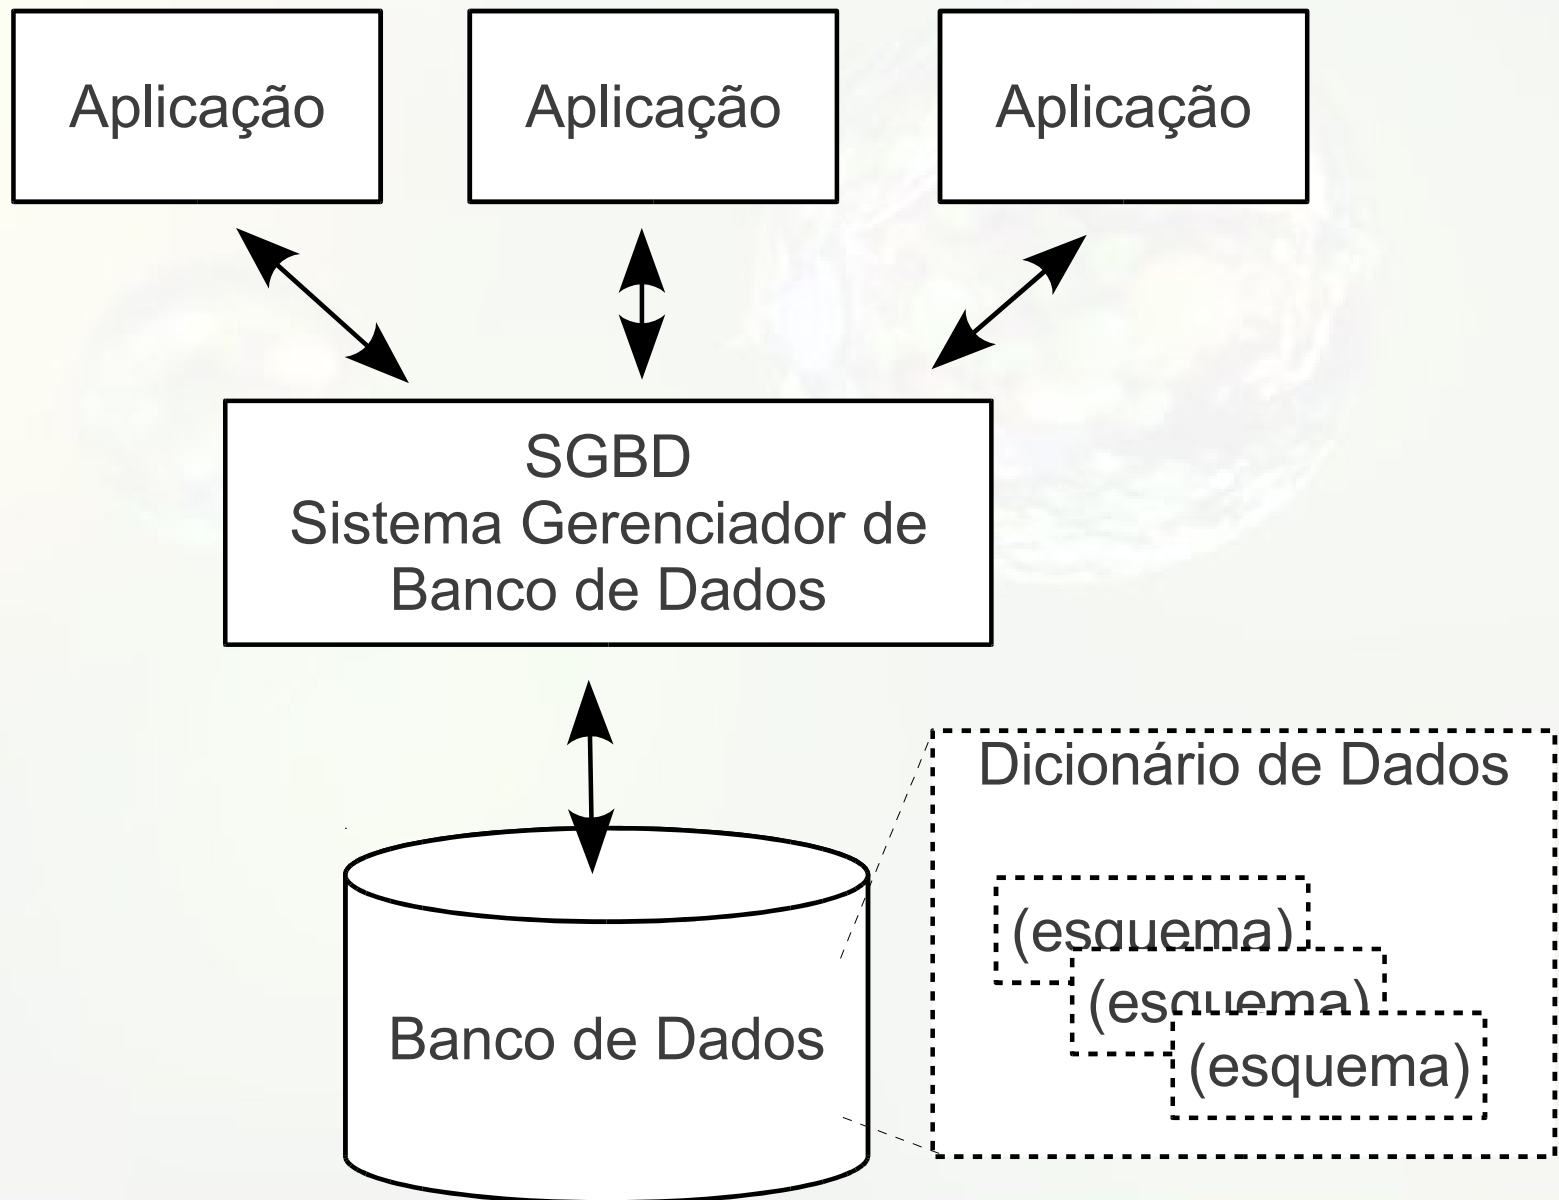 Aplicação
Aplicação
Aplicação
SGBD
Sistema Gerenciador de
Banco de Dados
Dicionário de Dados
(esquema)
(esquema)
(esquema)
Banco de Dados